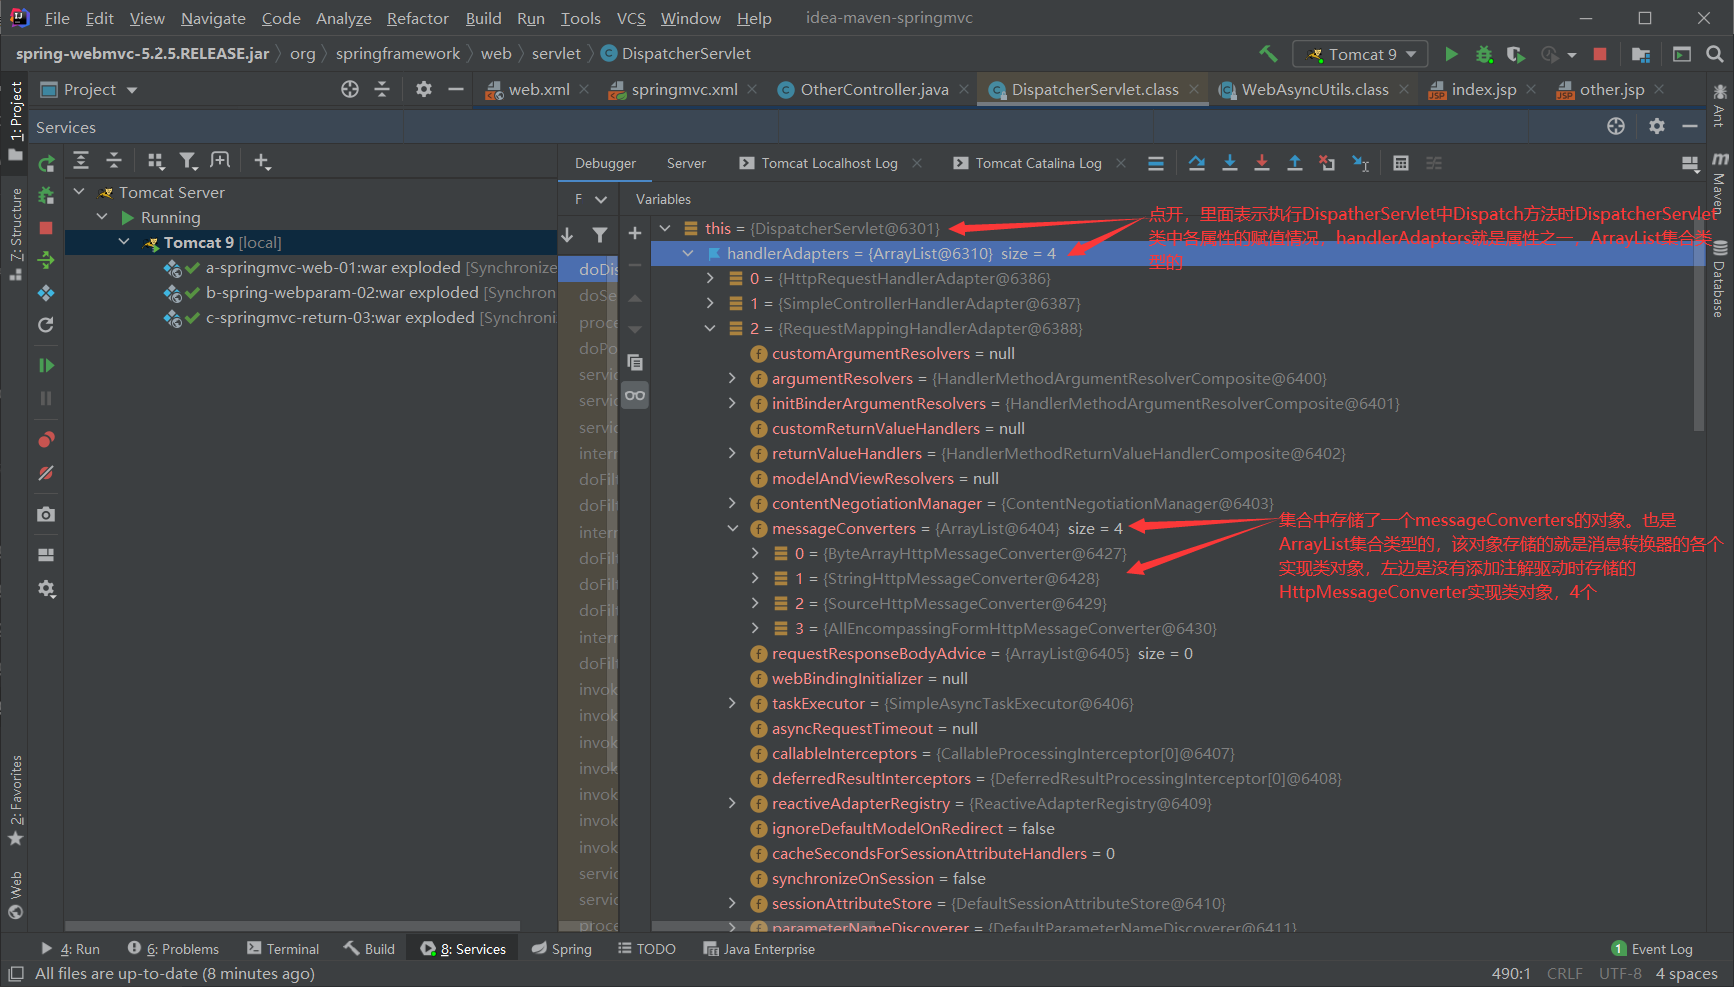 File Edit View Navigate Code Analyze Refactor Build Run Tools VCS Window Help idea-maven-springmvc
spring-webmvc-5.2.5.RELEASE.jar org springframework web servlet DispatcherServlet Tomcat 9
1: Project
Project web.xml springmvc.xml OtherController.java DispatcherServlet.class WebAsyncUtils.class index.jsp other.jsp
Ant
Services
Debugger Server Tomcat Localhost Log Tomcat Catalina Log
Maven
Z: Structure
Tomcat Server
Running
Tomcat 9 [local]
a-springmvc-web-01:war exploded [Synchronize
b-spring-webparam-02:war exploded [Synchron
c-springmvc-return-03:war exploded [Synchroni
F Variables
doDis
doSe
proce
doPo
servic
servic
servic
intern
doFilt
doFilt
intern
doFilt
doFilt
doFilt
intern
doFilt
invok
invok
invok
invok
invok
invok
invok
servic
servic
proce
this = {DispatcherServlet@6301}
handlerAdapters = {ArrayList@6310} size = 4
点开，里面表示执行DispatherServlet中Dispatch方法时DispatcherServlet
类中各属性的赋值情况，handlerAdapters就是属性之一，ArrayList集合类
型的
0 = {HttpRequestHandlerAdapter@6386}
1 = {SimpleControllerHandlerAdapter@6387}
2 = {RequestMappingHandlerAdapter@6388}
customArgumentResolvers = null
argumentResolvers = {HandlerMethodArgumentResolverComposite@6400}
initBinderArgumentResolvers = {HandlerMethodArgumentResolverComposite@6401}
customReturnValueHandlers = null
returnValueHandlers = {HandlerMethodReturnValueHandlerComposite@6402}
modelAndViewResolvers = null
contentNegotiationManager = {ContentNegotiationManager@6403}
messageConverters = {ArrayList@6404} size = 4
集合中存储了一个messageConverters的对象。也是
ArrayList集合类型的，该对象存储的就是消息转换器的各个
实现类对象，左边是没有添加注解驱动时存储的
HttpMessageConverter实现类对象，4个
0 = {ByteArrayHttpMessageConverter@6427}
1 = {StringHttpMessageConverter@6428}
2 = {SourceHttpMessageConverter@6429}
3 = {AllEncompassingFormHttpMessageConverter@6430}
requestResponseBodyAdvice = {ArrayList@6405} size = 0
webBindingInitializer = null
taskExecutor = {SimpleAsyncTaskExecutor@6406}
asyncRequestTimeout = null
callableInterceptors = {CallableProcessingInterceptor[0]@6407}
deferredResultInterceptors = {DeferredResultProcessingInterceptor[0]@6408}
reactiveAdapterRegistry = {ReactiveAdapterRegistry@6409}
ignoreDefaultModelOnRedirect = false
cacheSecondsForSessionAttributeHandlers = 0
synchronizeOnSession = false
sessionAttributeStore = {DefaultSessionAttributeStore@6410}
parameterNameDiscoverer = {DefaultParameterNameDiscoverer@6411}
Database
2: Favorites
Web
4: Run 6: Problems Terminal Build 8: Services Spring TODO Java Enterprise 1 Event Log
All files are up-to-date (8 minutes ago) 490:1 CRLF UTF-8 4 spaces